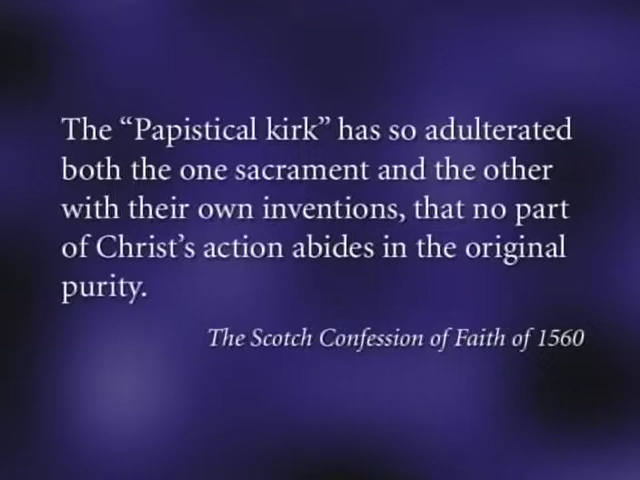 The “Papistical kirk” has so adulterated
both the one sacrament and the other
with their own inventions, that no part
of Christ’s action abides in the original
purity.
The Scotch Confession of Faith of 1560